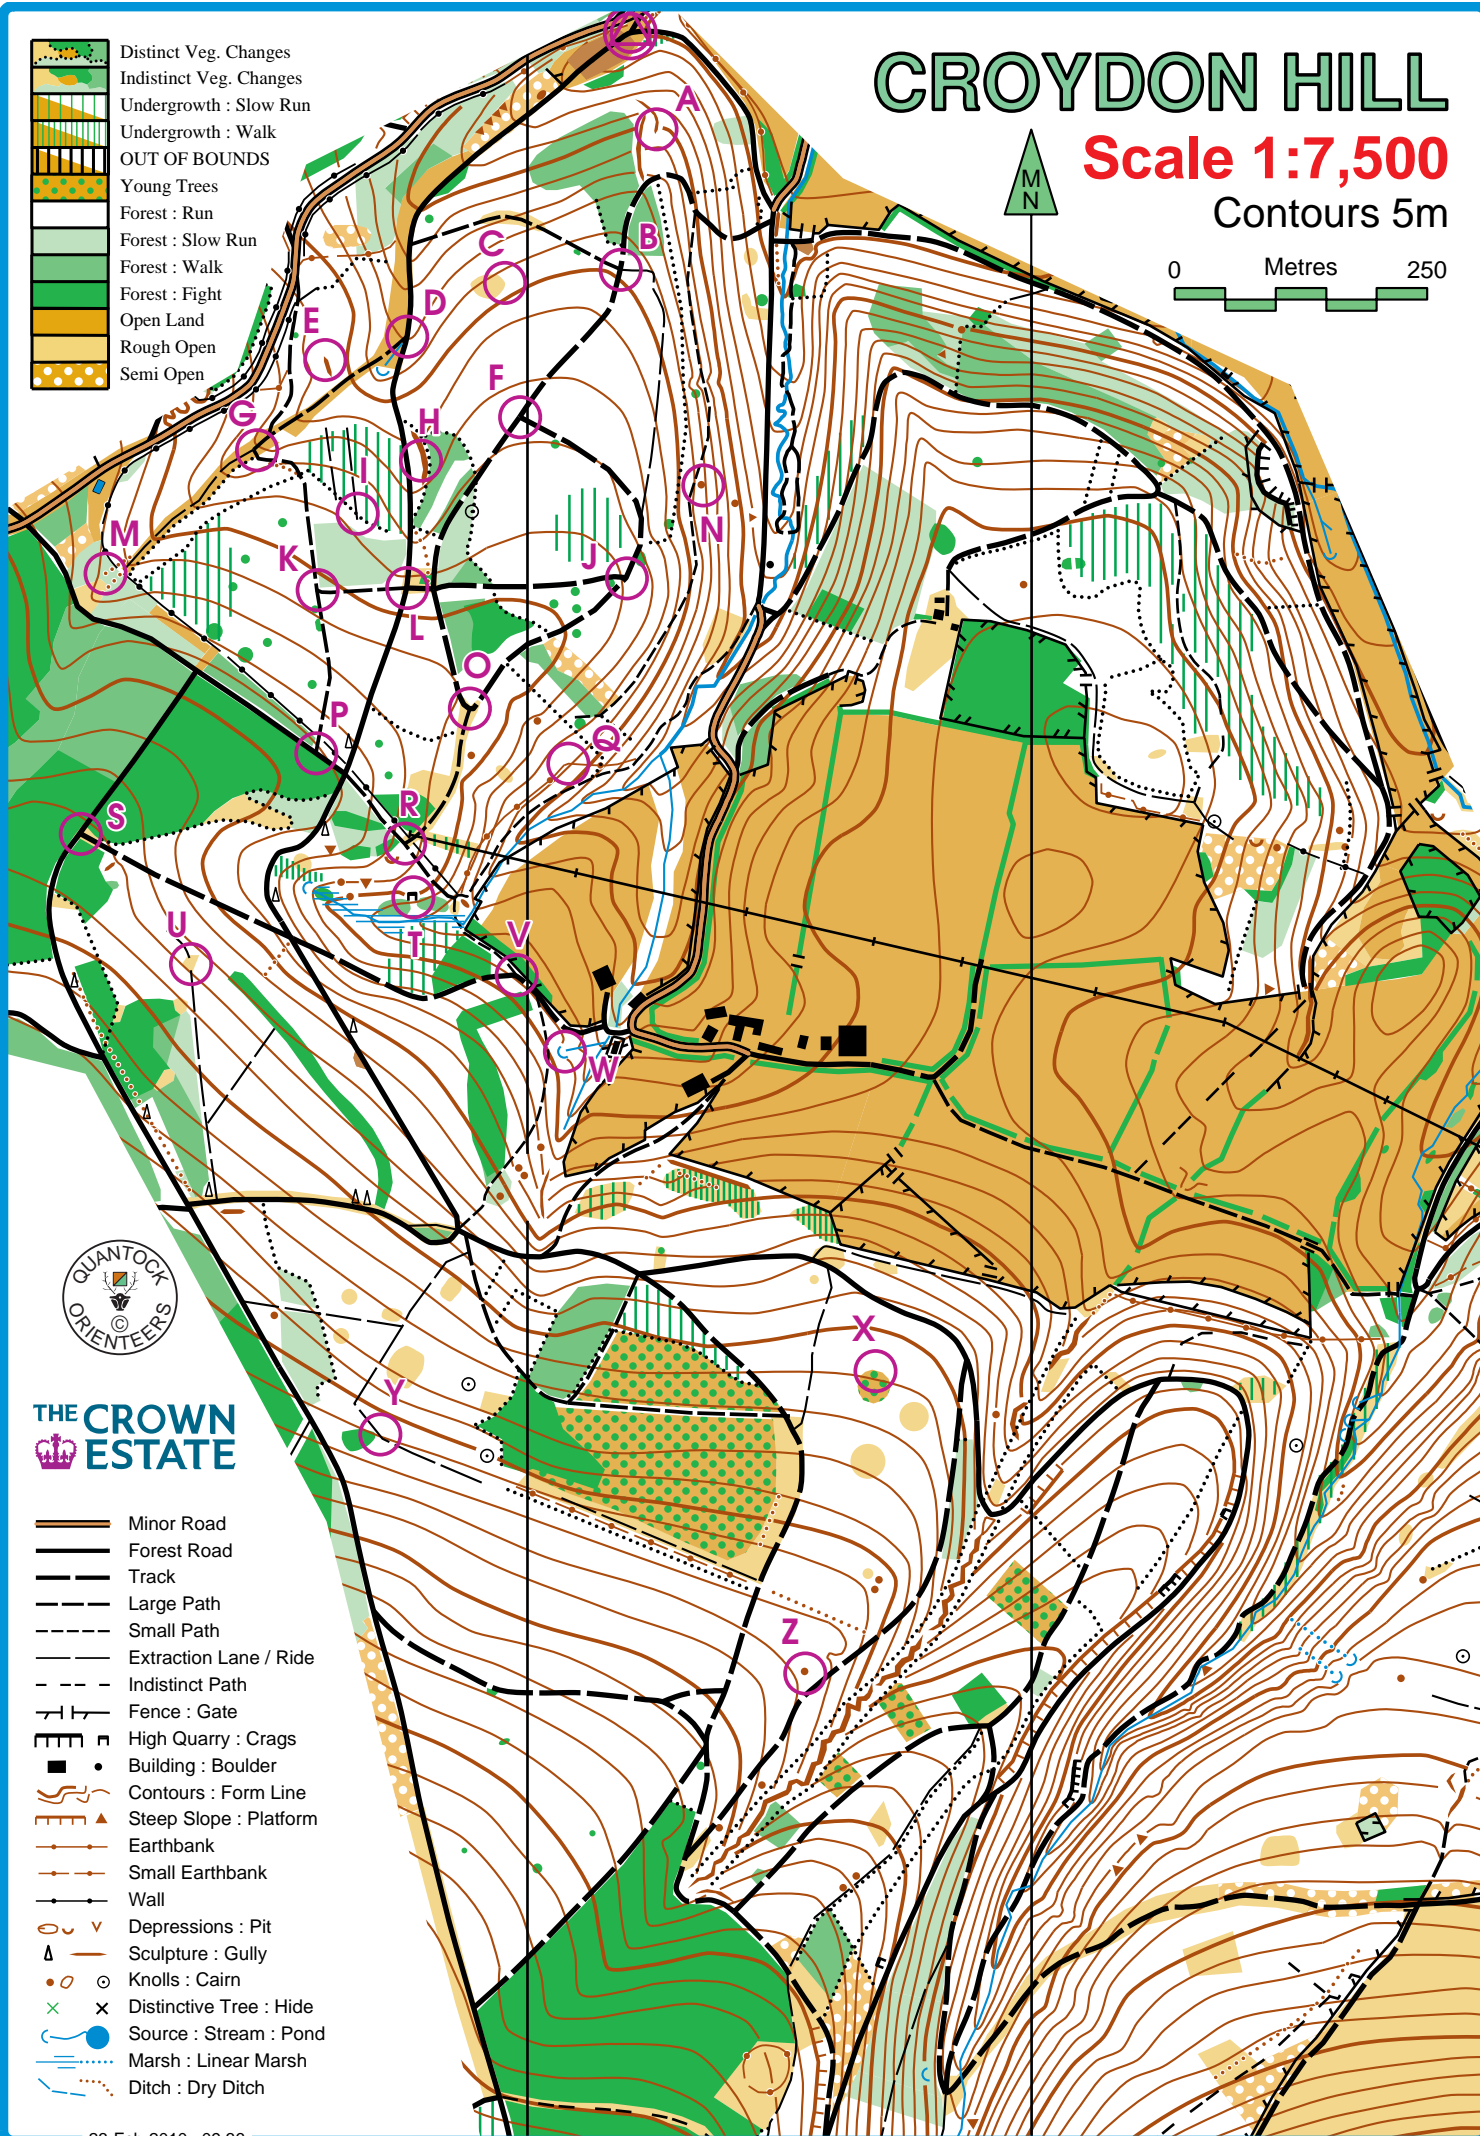 CROYDON HILL
Scale 1:7,500
Contours 5m
0 Metres 250
M
N
Distinct Veg. Changes
Indistinct Veg. Changes
Undergrowth : Slow Run
Undergrowth : Walk
OUT OF BOUNDS
Young Trees
Forest : Run
Forest : Slow Run
Forest : Walk
Forest : Fight
Open Land
Rough Open
Semi Open
A
B
C
D
E
F
G
H
I
J
K
L
M
N
O
P
Q
R
S
T
U
V
W
X
Y
Z
QUANTOCK
ORIENTEERS
©
THE CROWN
ESTATE
Minor Road
Forest Road
Track
Large Path
Small Path
Extraction Lane / Ride
Indistinct Path
Fence : Gate
High Quarry : Crags
Building : Boulder
Contours : Form Line
Steep Slope : Platform
Earthbank
Small Earthbank
Wall
Depressions : Pit
Sculpture : Gully
Knolls : Cairn
Distinctive Tree : Hide
Source : Stream : Pond
Marsh : Linear Marsh
Ditch : Dry Ditch